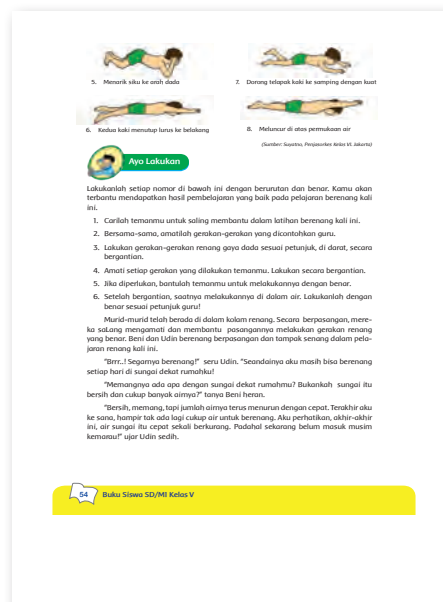 5. Menarik siku ke arah dada
7. Dorong telapak kaki ke samping dengan kuat
6. Kedua kaki menutup lurus ke belakang
8. Meluncur di atas permukaan air
(Sumber: Suyatno, Penjasorkes Kelas VI. Jakarta)
Ayo Lakukan
Lakukanlah setiap nomor di bawah ini dengan berurutan dan benar. Kamu akan
terbantu mendapatkan hasil pembelajaran yang baik pada pelajaran berenang kali
ini.
1. Carilah temanmu untuk saling membantu dalam latihan berenang kali ini.
2. Bersama-sama, amatilah gerakan-gerakan yang dicontohkan guru.
3. Lakukan gerakan-gerakan renang gaya dada sesuai petunjuk, di darat, secara
bergantian.
4. Amati setiap gerakan yang dilakukan temanmu. Lakukan secara bergantian.
5. Jika diperlukan, bantulah temanmu untuk melakukannya dengan benar.
6. Setelah bergantian, saatnya melakukannya di dalam air. Lakukanlah dengan
benar sesuai petunjuk guru!
Murid-murid telah berada di dalam kolam renang. Secara berpasangan, mere-
ka saLang mengamati dan membantu pasangannya melakukan gerakan renang
yang benar. Beni dan Udin berenang berpasangan dan tampak senang dalam pela-
jaran renang kali ini.
"Brrr..! Segarnya berenang!" seru Udin. "Seandainya aku masih bisa berenang
setiap hari di sungai dekat rumahku!
"Memangnya ada apa dengan sungai dekat rumahmu? Bukankah sungai itu
bersih dan cukup banyak airnya?" tanya Beni heran.
"Bersih, memang, tapi jumlah airnya terus menurun dengan cepat. Terakhir aku
ke sana, hampir tak ada lagi cukup air untuk berenang. Aku perhatikan, akhir-akhir
ini, air sungai itu cepat sekali berkurang. Padahal sekarang belum masuk musim
kemarau!" ujar Udin sedih.
54 Buku Siswa SD/MI Kelas V